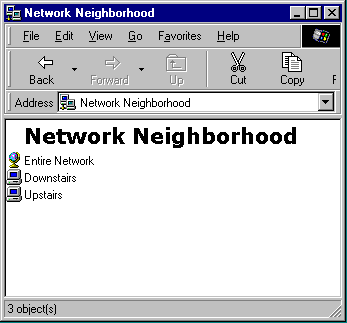 Network Neighborhood
File Edit View Go Favorites Help
Back Forward Up Cut Copy
Address Network Neighborhood
Network Neighborhood
Entire Network
Downstairs
Upstairs
3 object(s)